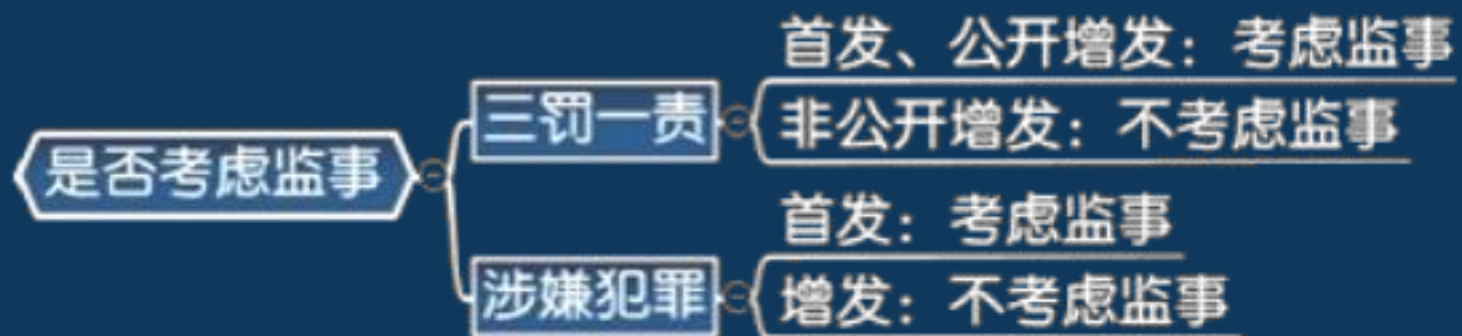 是否考虑监事
三罚一责
首发、公开增发：考虑监事
非公开增发：不考虑监事
涉嫌犯罪
首发：考虑监事
增发：不考虑监事